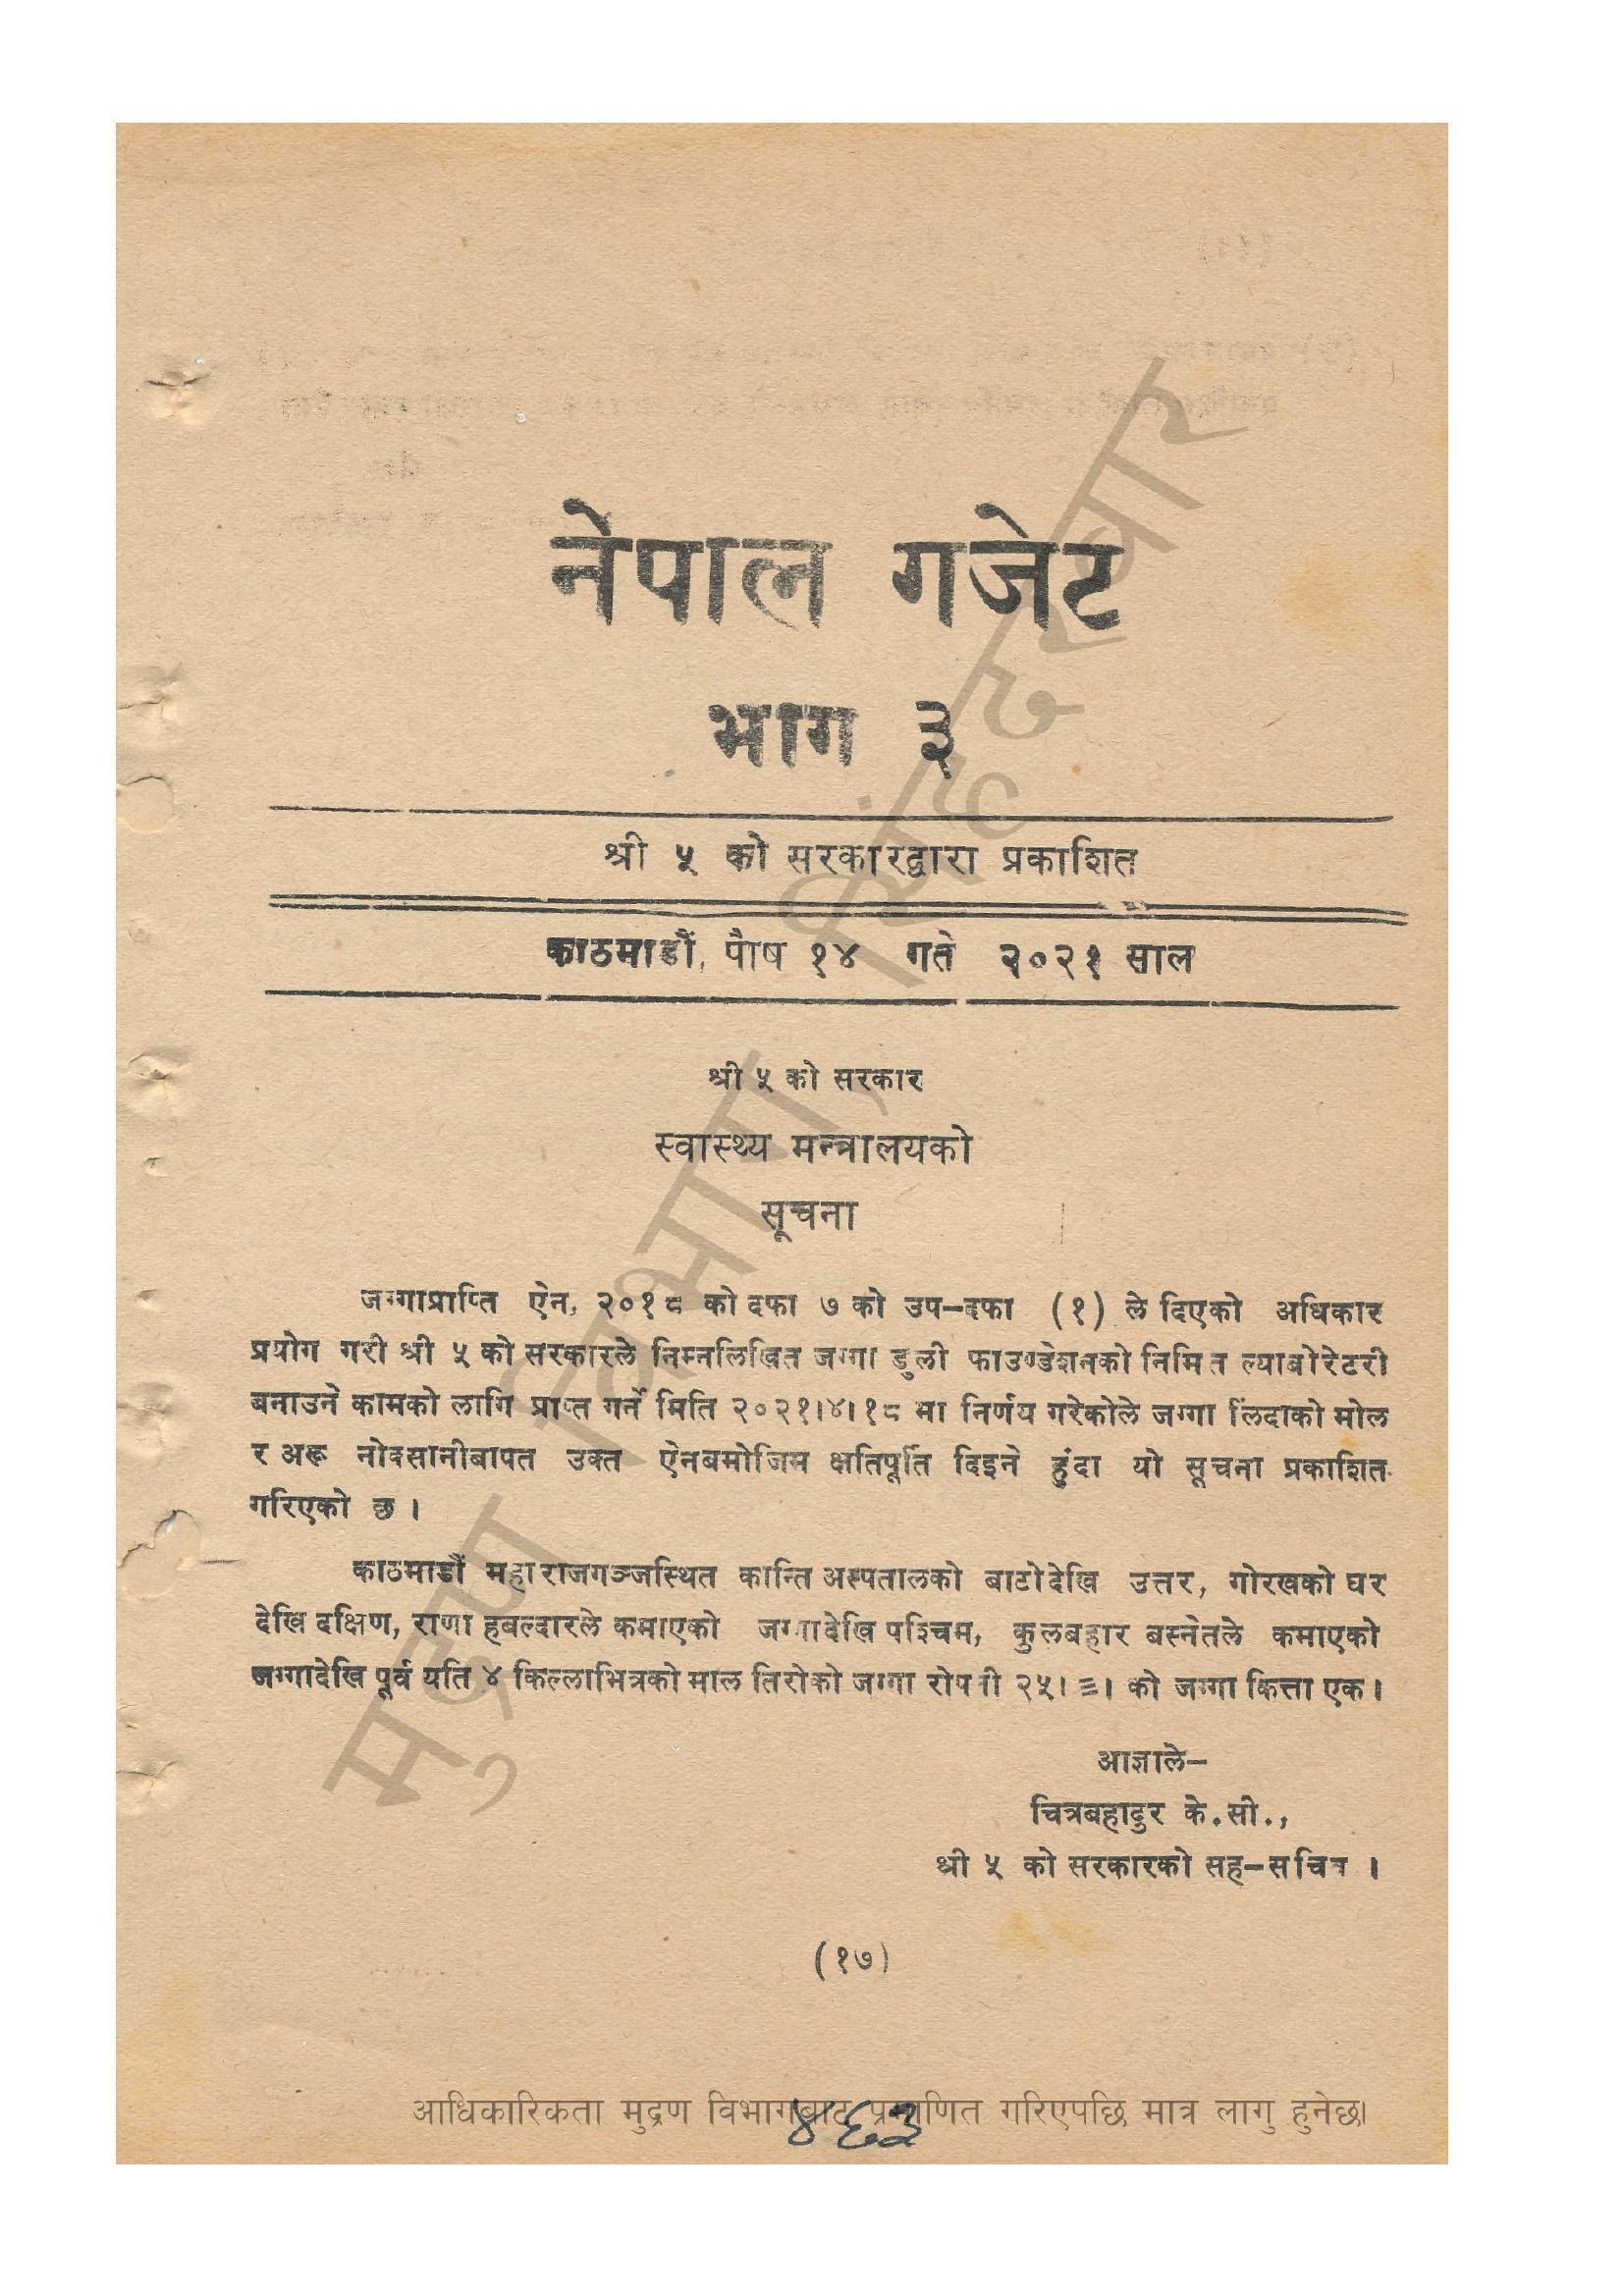 नेपाल गजेट
भाग ३
श्री ५ को सरकारद्वारा प्रकाशित
काठमाडौं, पौष १४ गते २०२१ साल
श्री ५ को सरकार
स्वास्थ्य मन्त्रालयको
सूचना
जग्गाप्राप्ति ऐन, २०१८ को दफा ७ को उप-दफा (१) ले दिएको अधिकार
प्रयोग गरी श्री ५ को सरकारले निम्नलिखित जग्गा डुली फाउण्डेशनको निमित ल्याबोरेटरी
बनाउने कामको लागि प्राप्त गर्ने मिति २०२१।४।१८ मा निर्णय गरेकोले जग्गा लिंदाको मोल
र अरू नोक्सानीबापत उक्त ऐनबमोजिम क्षतिपूर्ति दिइने हुंदा यो सूचना प्रकाशित
गरिएको छ ।
काठमाडौं महाराजगञ्जस्थित कान्ति अस्पतालको बाटोदेखि उत्तर, गोरखको घर
देखि दक्षिण, राणा हबल्दारले कमाएको जग्गादेखि पश्चिम, कुलबहार बस्नेतले कमाएको
जग्गादेखि पूर्व यति ४ किल्लाभित्रको माल तिरोको जग्गा रोपनी २५। ≡। को जग्गा कित्ता एक ।
आज्ञाले-
चित्रबहादुर के.सी.,
श्री ५ को सरकारको सह-सचिव ।
(१७)
आधिकारिकता मुद्रण विभागबाट प्रमाणित गरिएपछि मात्र लागु हुनेछ।
४६३
मुद्रण विभाग, सिंहदरबार